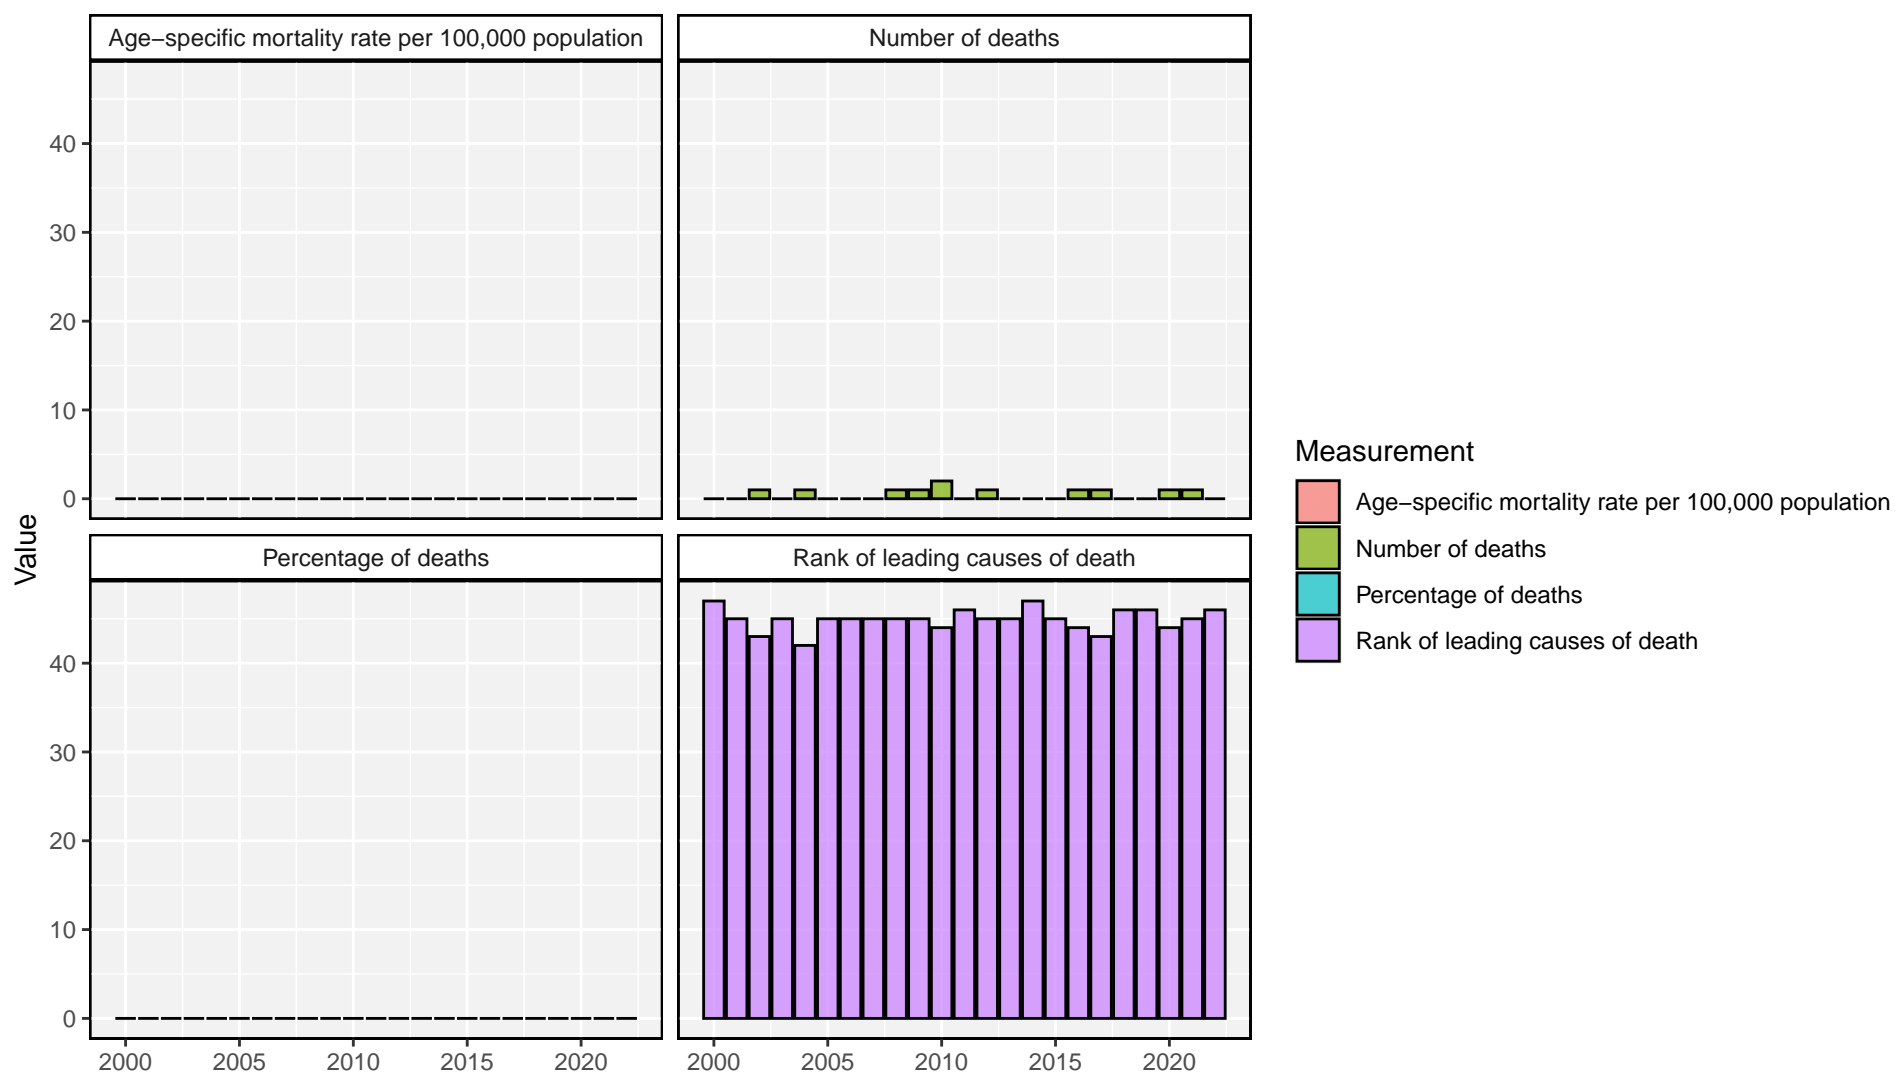 Age−specific mortality rate per 100,000 population
Number of deaths
40
30
20
10
0
Value
Percentage of deaths
Rank of leading causes of death
40
30
20
10
0
2000 2005 2010 2015 2020
2000 2005 2010 2015 2020
Measurement
Age−specific mortality rate per 100,000 population
Number of deaths
Percentage of deaths
Rank of leading causes of death